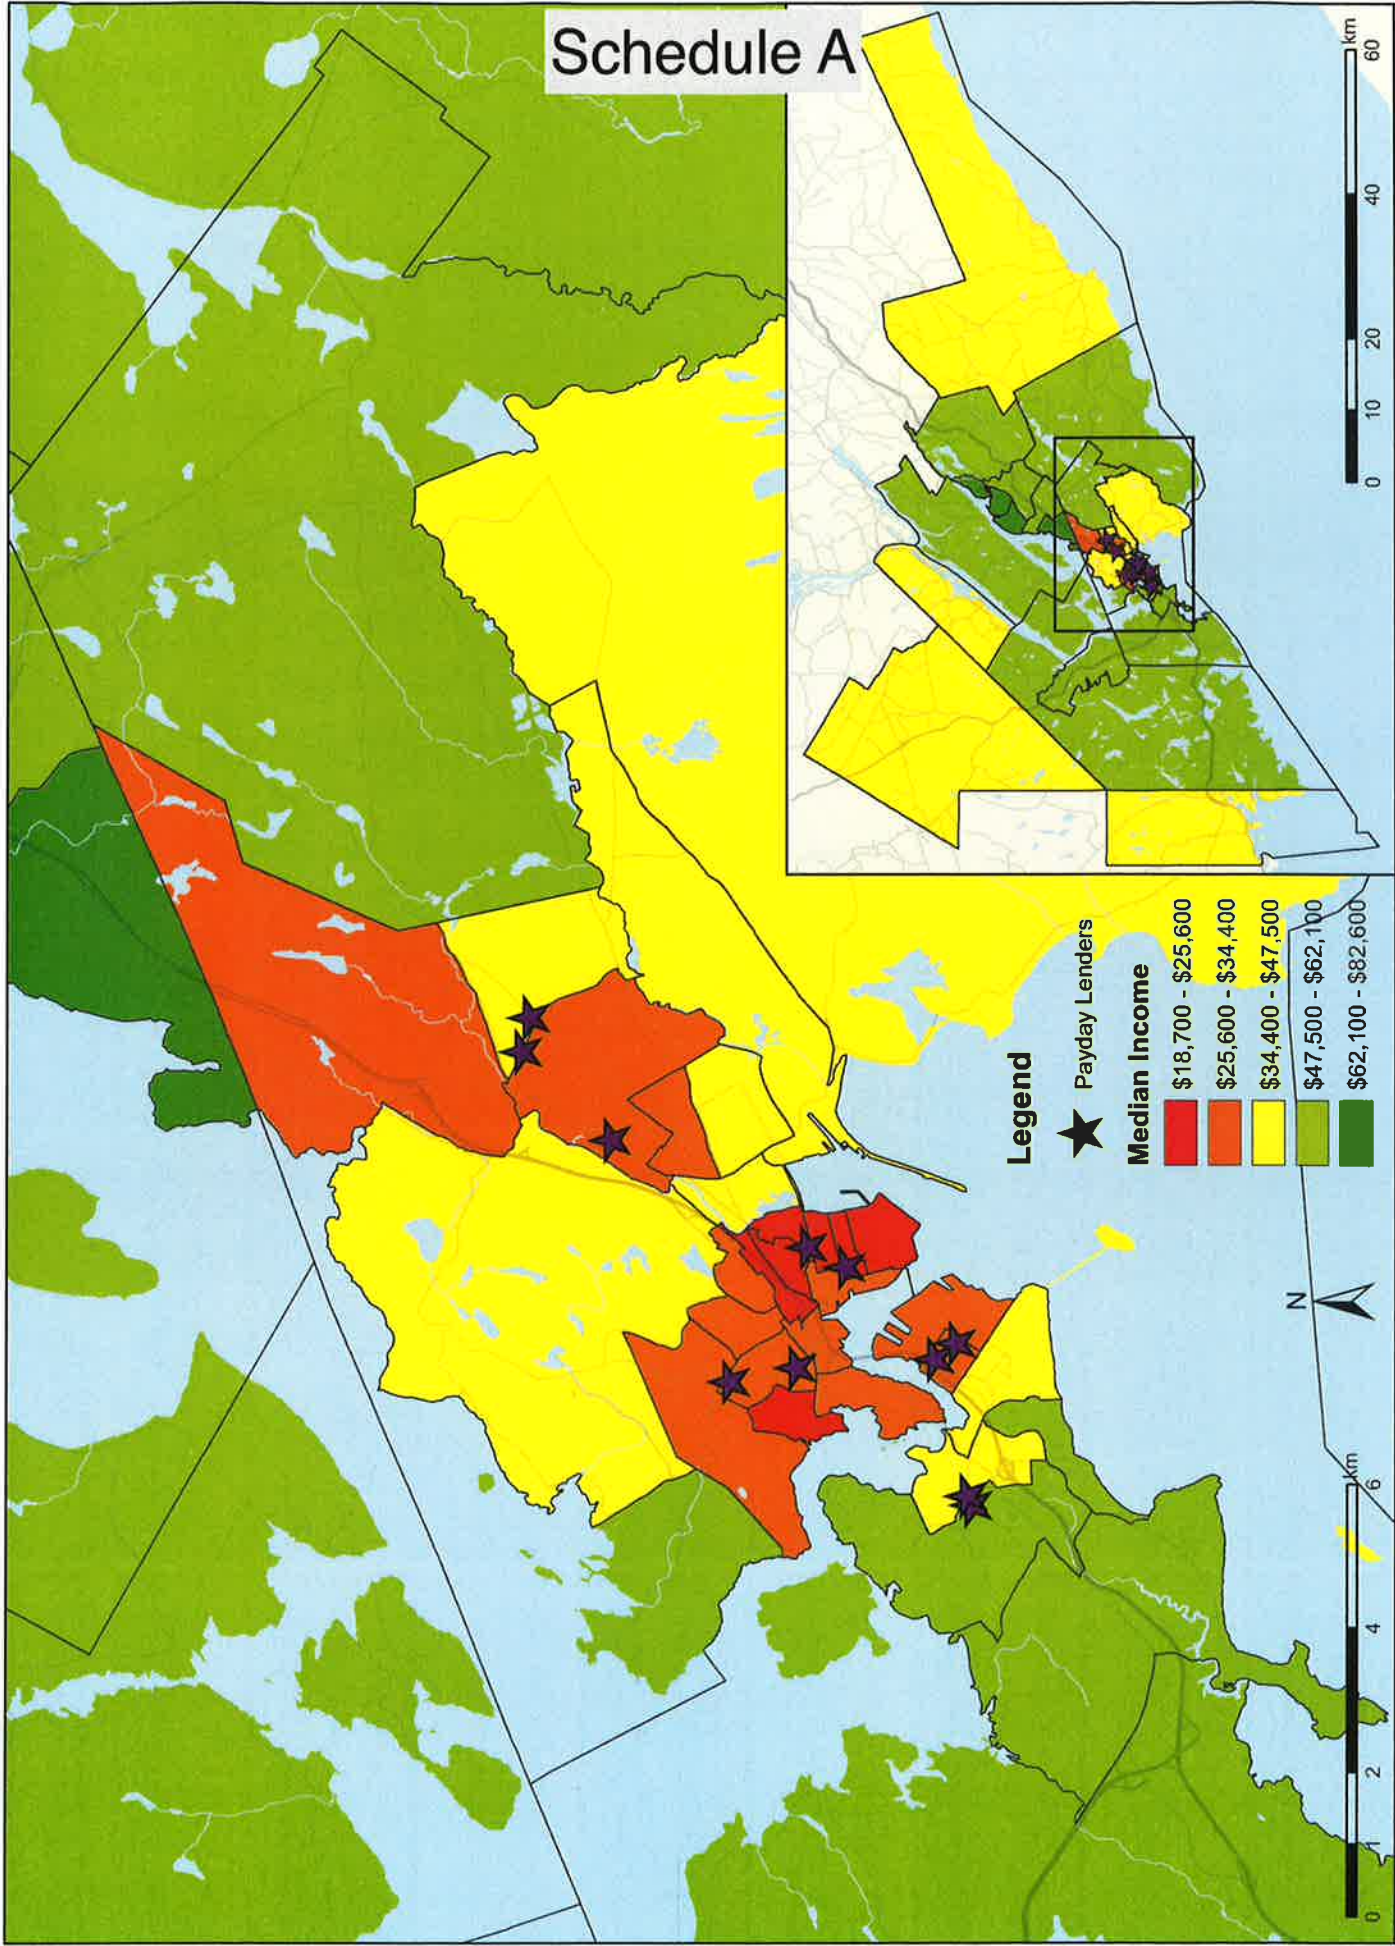 Schedule A
0 10 20 40 60
km
Legend
Payday Lenders
Median Income
$18,700 - $25,600
$25,600 - $34,400
$34,400 - $47,500
$47,500 - $62,100
$62,100 - $82,600
N
0 1 2 4 6
km